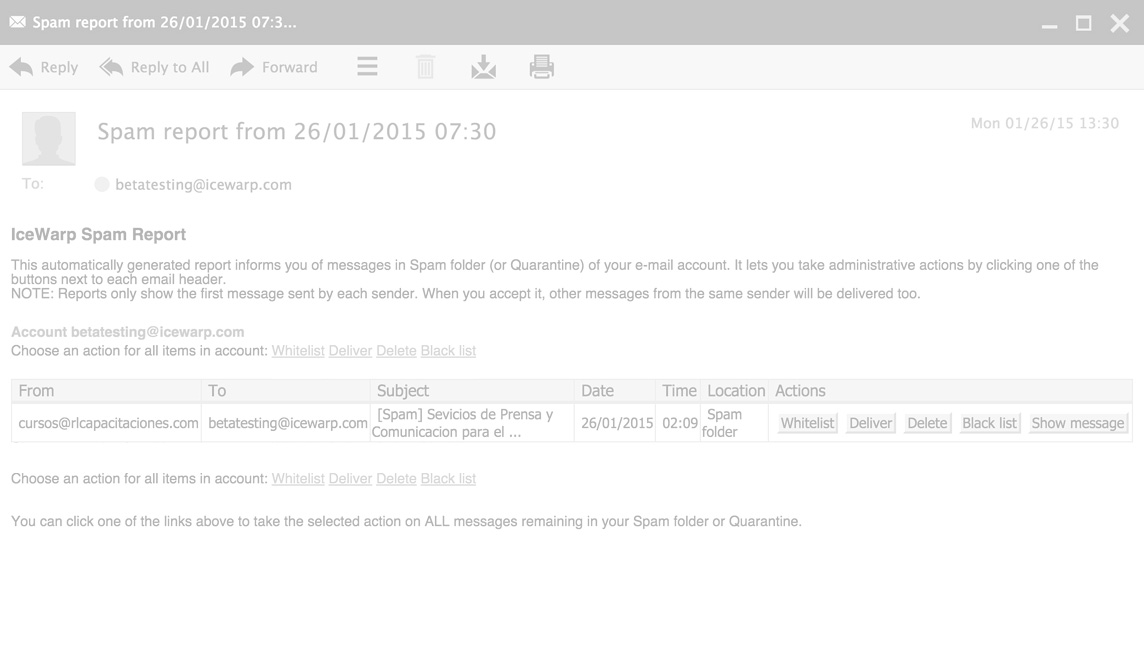 Spam report from 26/01/2015 07:3...
Reply Reply to All Forward
Spam report from 26/01/2015 07:30
Mon 01/26/15 13:30
To: betatesting@icewarp.com
IceWarp Spam Report
This automatically generated report informs you of messages in Spam folder (or Quarantine) of your e-mail account. It lets you take administrative actions by clicking one of the
buttons next to each email header.
NOTE: Reports only show the first message sent by each sender. When you accept it, other messages from the same sender will be delivered too.
Account betatesting@icewarp.com
Choose an action for all items in account: Whitelist Deliver Delete Black list
From To Subject Date Time Location Actions
cursos@rlcapacitaciones.com betatesting@icewarp.com [Spam] Sevicios de Prensa y Comunicacion para el ... 26/01/2015 02:09 Spam folder Whitelist Deliver Delete Black list Show message
Choose an action for all items in account: Whitelist Deliver Delete Black list
You can click one of the links above to take the selected action on ALL messages remaining in your Spam folder or Quarantine.